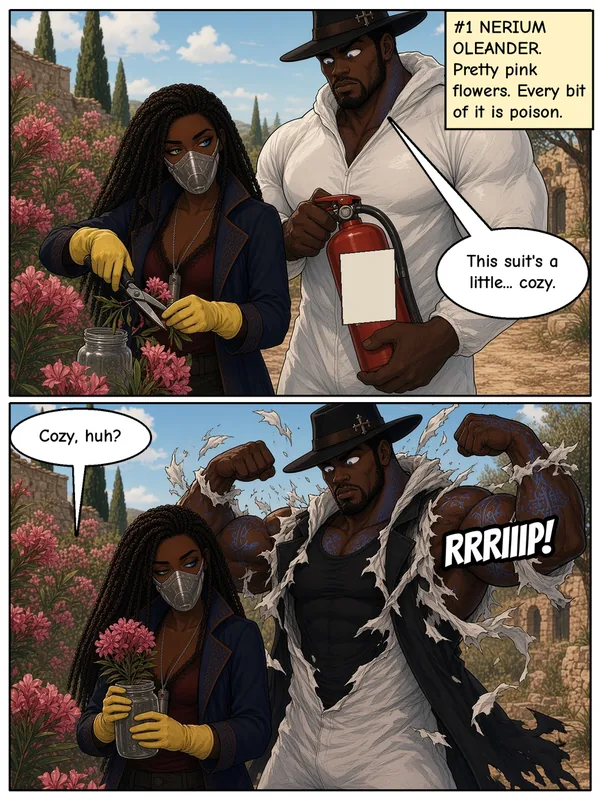 #1 NERIUM
OLEANDER.
Pretty pink
flowers. Every bit
of it is poison.
This suit's a
little... cozy.
Cozy, huh?
RRRIIIP!